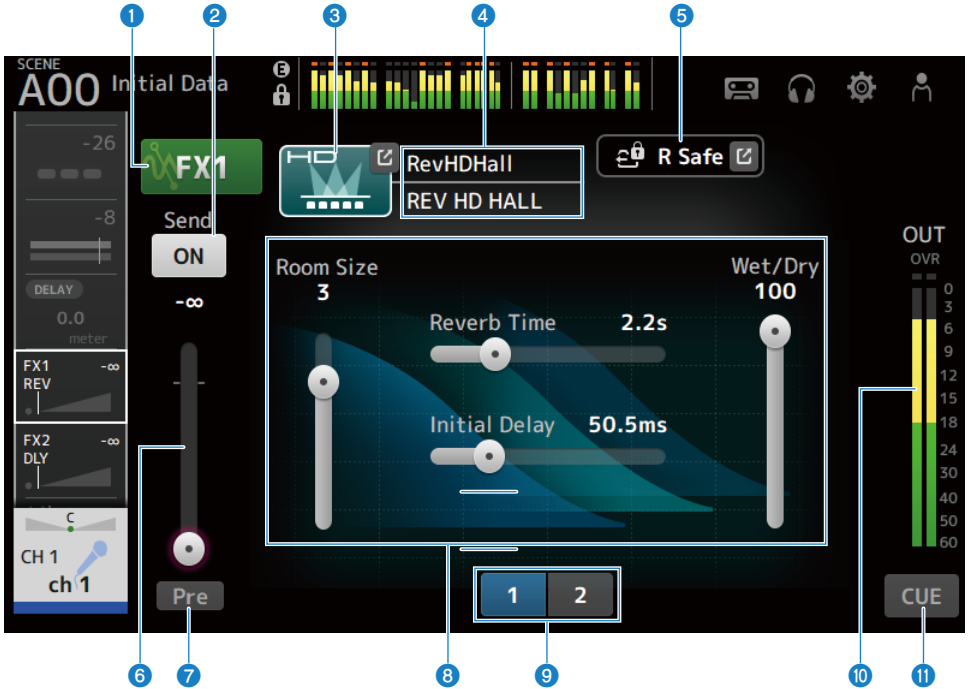 1 2 3 4 5
SCENE
A00 Initial Data
E
-26
-8
DELAY
0.0
meter
FX1 -∞
REV
FX2 -∞
DLY
C
CH 1
ch 1
FX1
Send
ON
-∞
Pre
HD
RevHDHall
REV HD HALL
R Safe
Room Size
3
Reverb Time 2.2s
Initial Delay 50.5ms
Wet/Dry
100
1 2
OUT
OVR
0
3
6
9
12
15
18
24
30
40
50
60
CUE
6 7 8 9 10 11